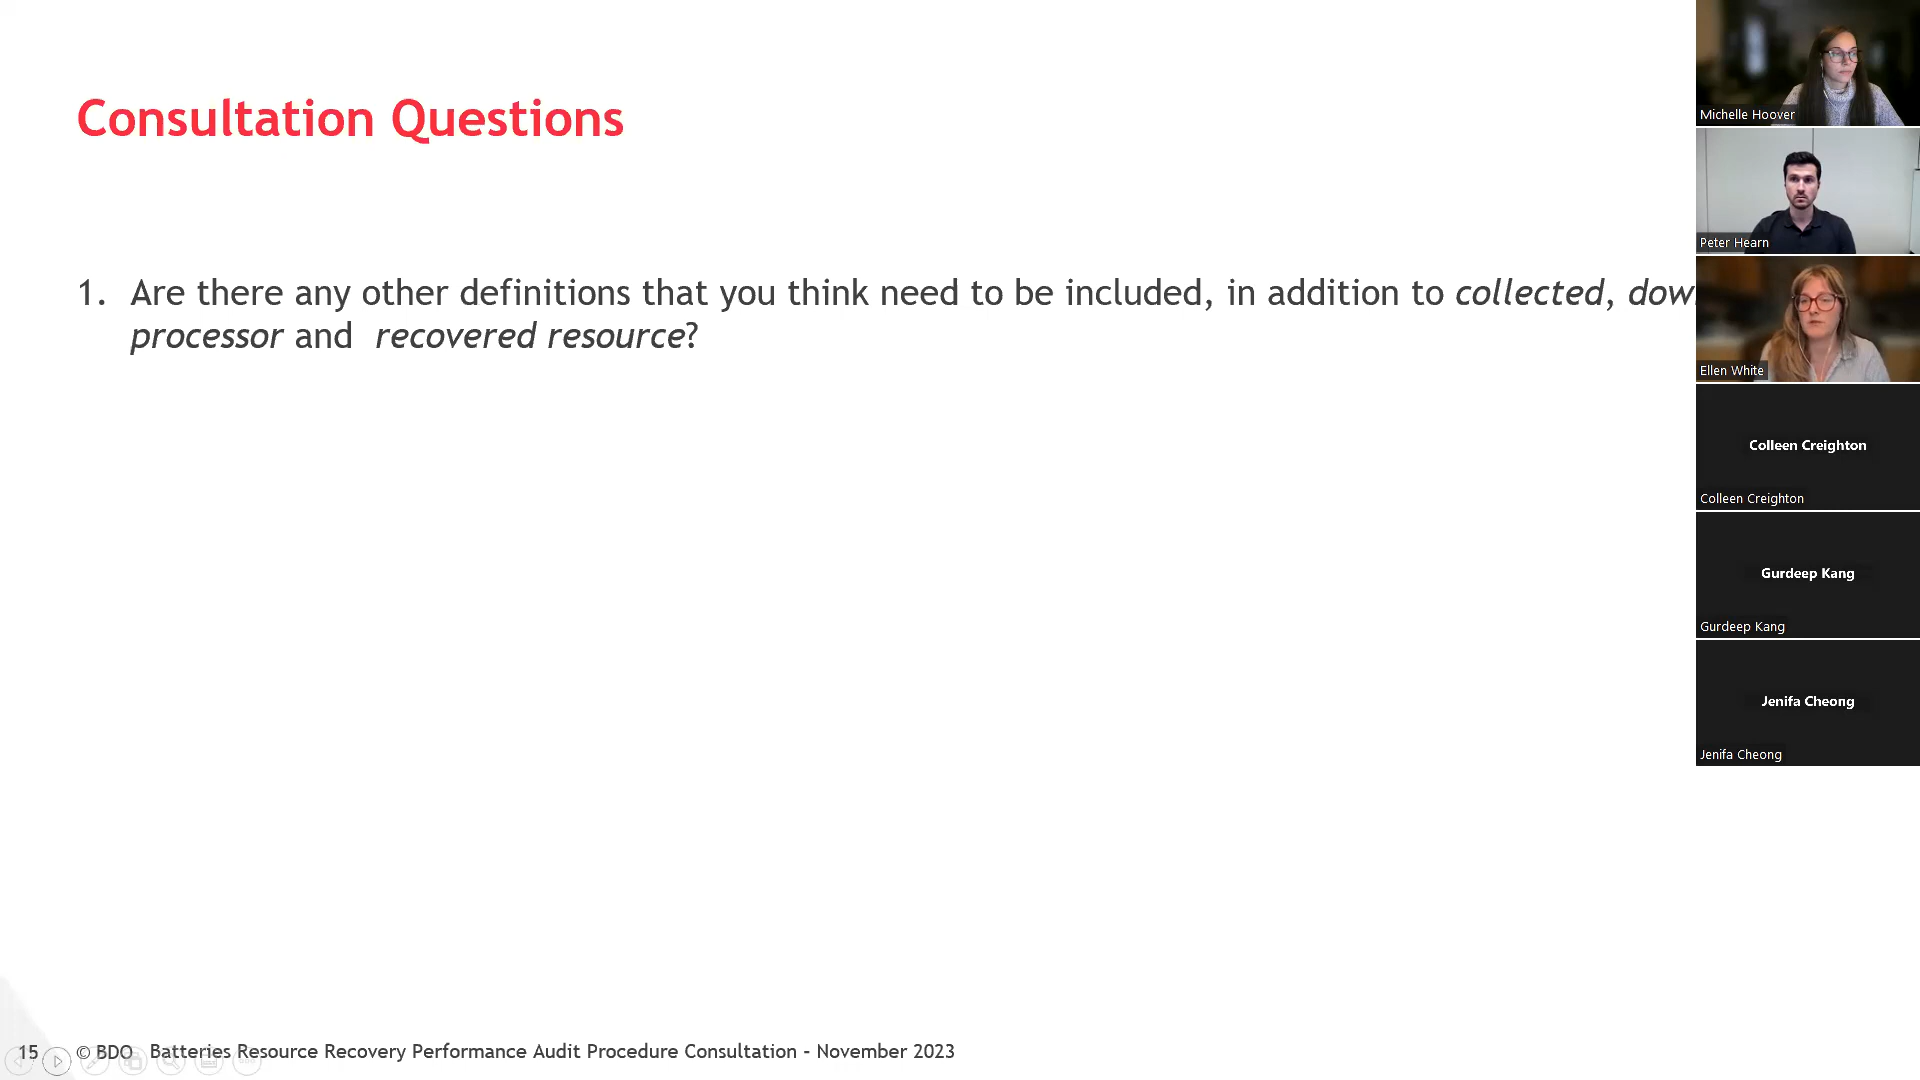 Consultation Questions
1. Are there any other definitions that you think need to be included, in addition to collected,
processor and recovered resource?
15 © BDO Batteries Resource Recovery Performance Audit Procedure Consultation - November 2023
Michelle Hoover
Peter Hearn
Ellen White
Colleen Creighton
Colleen Creighton
Gurdeep Kang
Gurdeep Kang
Jenifa Cheong
Jenifa Cheong